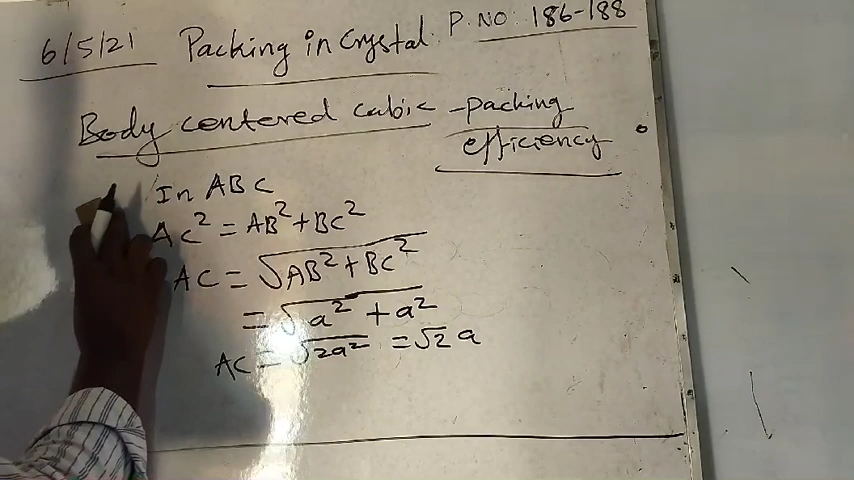 6/5/21 Packing in Crystal. P.NO: 186-188
Body centered cubic - packing
efficiency.
In ABC
AC² = AB² + BC²
AC = √AB² + BC²
= √a² + a²
AC = √2a² = √2 a